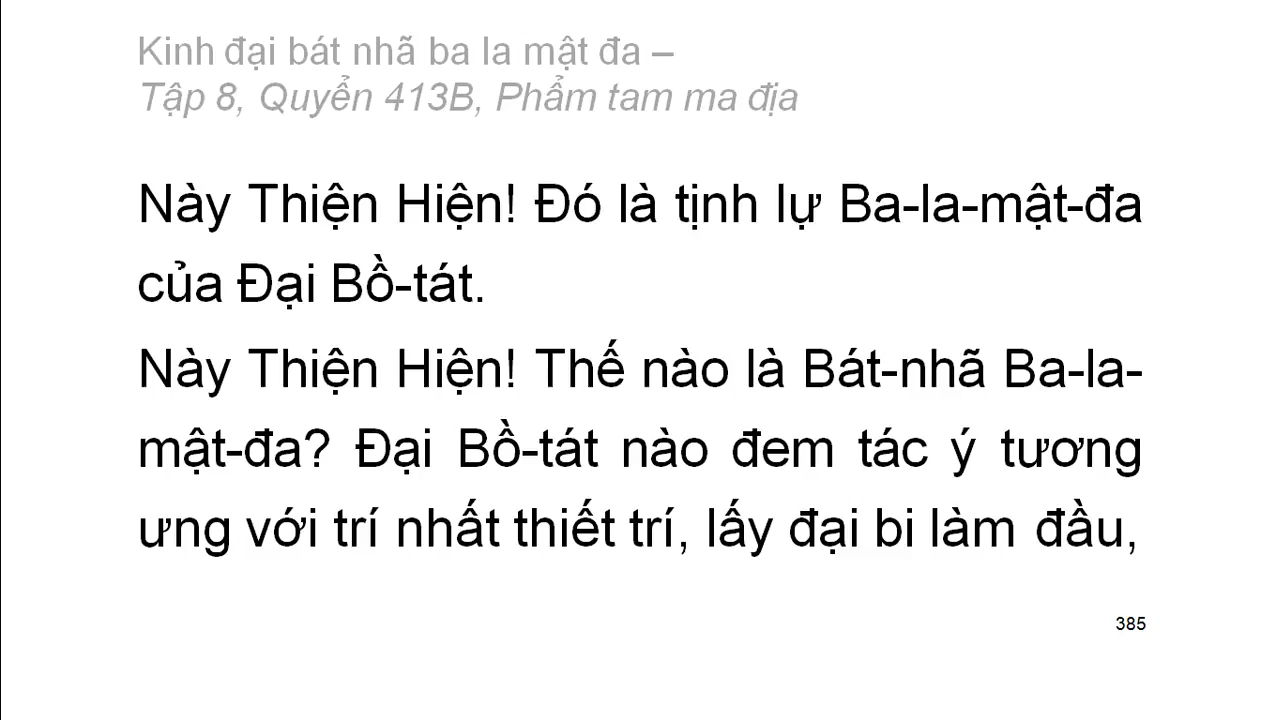 Kinh đại bát nhã ba la mật đa –
Tập 8, Quyển 413B, Phẩm tam ma địa
Này Thiện Hiện! Đó là tịnh lự Ba-la-mật-đa
của Đại Bồ-tát.
Này Thiện Hiện! Thế nào là Bát-nhã Ba-la-
mật-đa? Đại Bồ-tát nào đem tác ý tương
ưng với trí nhất thiết trí, lấy đại bi làm đầu,
385